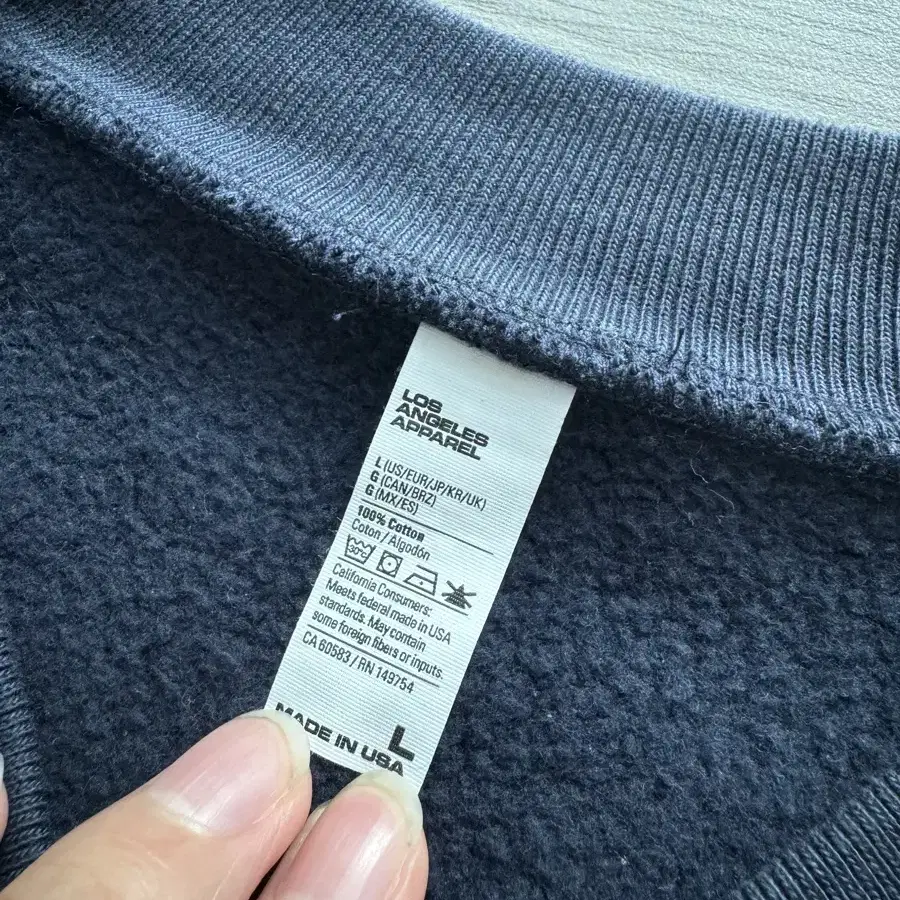 LOS
ANGELES
APPAREL
L (US/EUR/JP/KR/UK)
G (CAN/BRZ)
G (MX/ES)
100% Cotton
Coton / Algodón
30°C
California Consumers:
Meets federal made in USA
standards. May contain
some foreign fibers or inputs.
CA 60583 / RN 149754
L
MADE IN USA